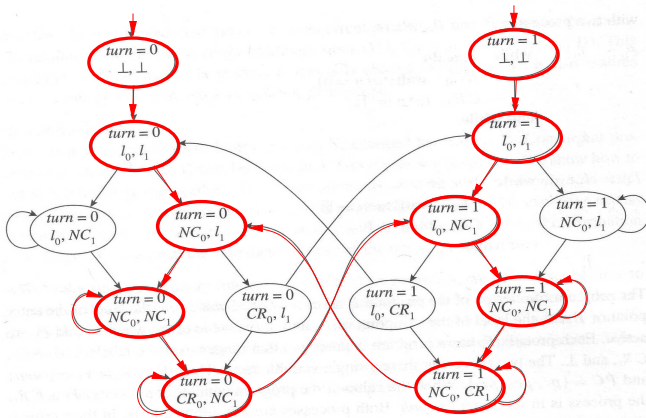 turn = 0
⊥, ⊥
turn = 1
⊥, ⊥
turn = 0
l₀, l₁
turn = 1
l₀, l₁
turn = 0
l₀, NC₁
turn = 0
NC₀, l₁
turn = 1
l₀, NC₁
turn = 1
NC₀, l₁
turn = 0
NC₀, NC₁
turn = 0
CR₀, l₁
turn = 1
l₀, CR₁
turn = 1
NC₀, NC₁
turn = 0
CR₀, NC₁
turn = 1
NC₀, CR₁